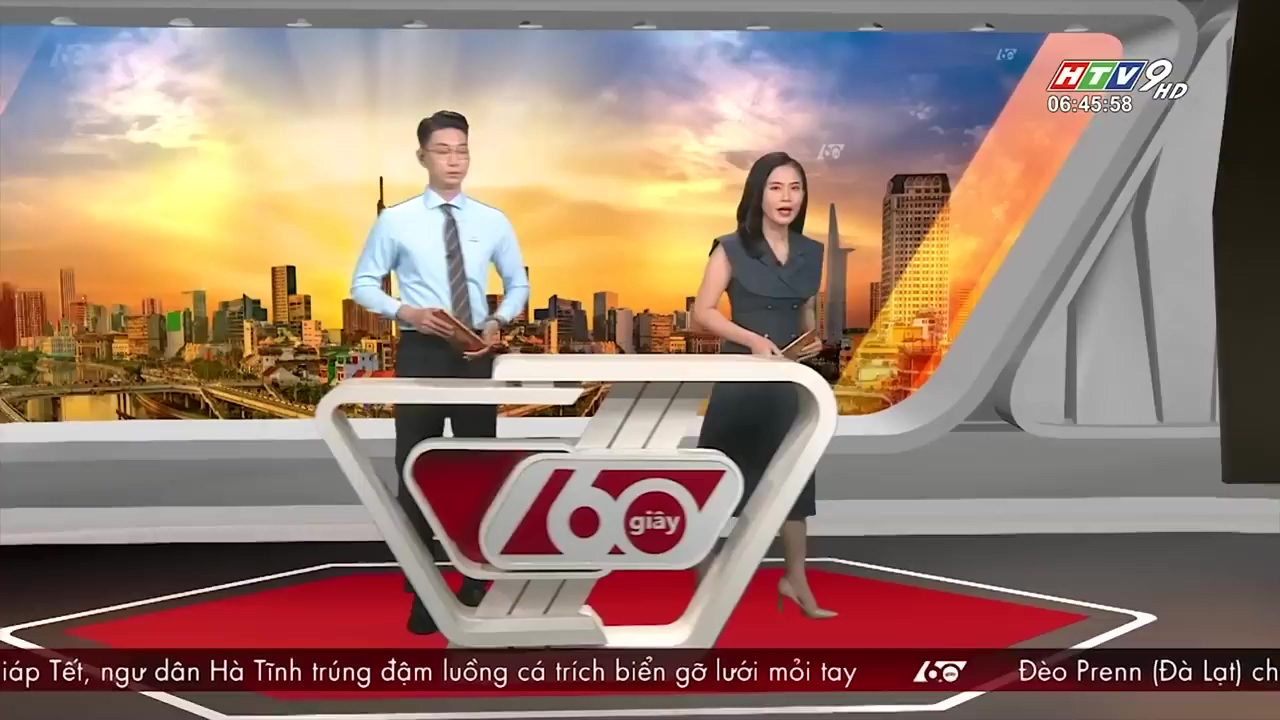 HTV9 HD
06:45:58
60 giây
iáp Tết, ngư dân Hà Tĩnh trúng đậm luồng cá trích biển gỡ lưới mỏi tay 60 giây Đèo Prenn (Đà Lạt) ch